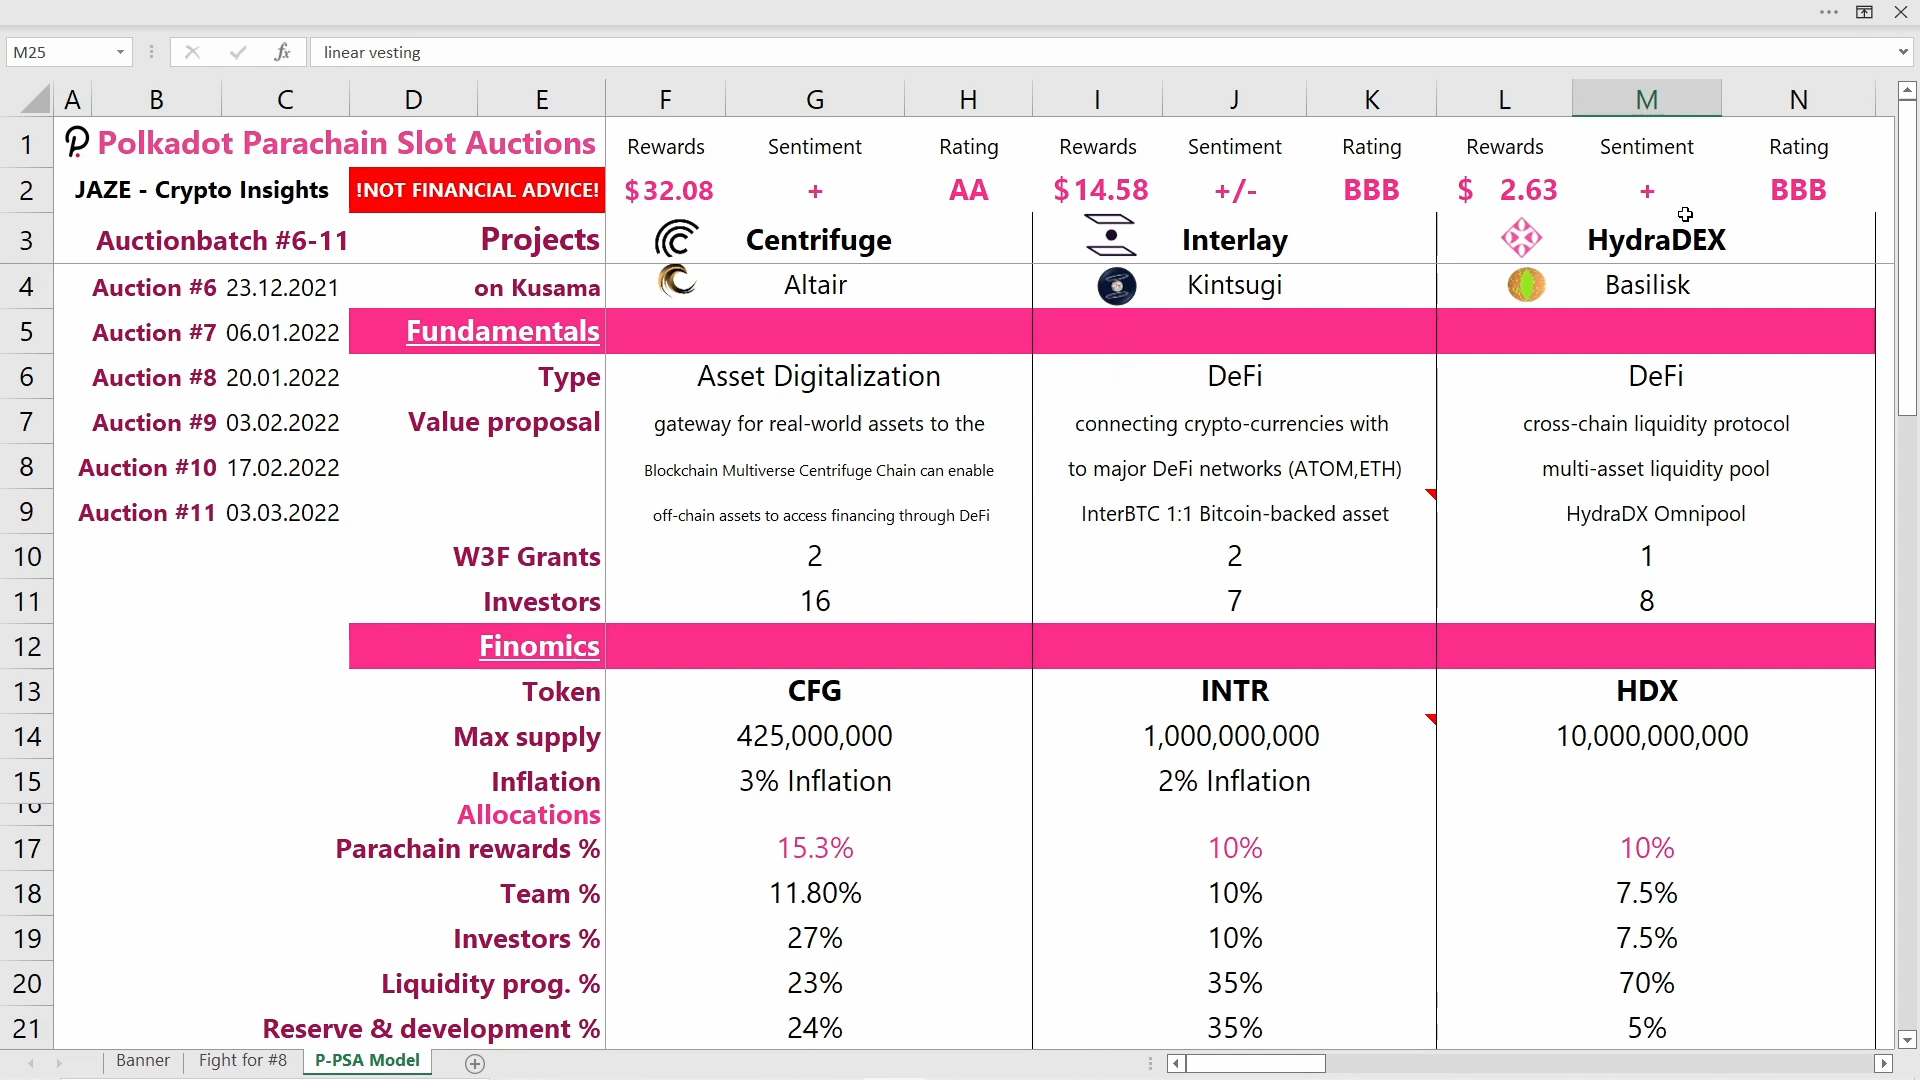 M25 fx linear vesting
A B C D E F G H I J K L M N
1 Polkadot Parachain Slot Auctions Rewards Sentiment Rating Rewards Sentiment Rating Rewards Sentiment Rating
2 JAZE - Crypto Insights !NOT FINANCIAL ADVICE! $32.08 + AA $14.58 +/- BBB $ 2.63 + BBB
3 Auctionbatch #6-11 Projects Centrifuge Interlay HydraDEX
4 Auction #6 23.12.2021 on Kusama Altair Kintsugi Basilisk
5 Auction #7 06.01.2022 Fundamentals
6 Auction #8 20.01.2022 Type Asset Digitalization DeFi DeFi
7 Auction #9 03.02.2022 Value proposal gateway for real-world assets to the connecting crypto-currencies with cross-chain liquidity protocol
8 Auction #10 17.02.2022 Blockchain Multiverse Centrifuge Chain can enable to major DeFi networks (ATOM,ETH) multi-asset liquidity pool
9 Auction #11 03.03.2022 off-chain assets to access financing through DeFi InterBTC 1:1 Bitcoin-backed asset HydraDX Omnipool
10 W3F Grants 2 2 1
11 Investors 16 7 8
12 Finomics
13 Token CFG INTR HDX
14 Max supply 425,000,000 1,000,000,000 10,000,000,000
15 Inflation 3% Inflation 2% Inflation
16 Allocations
17 Parachain rewards % 15.3% 10% 10%
18 Team % 11.80% 10% 7.5%
19 Investors % 27% 10% 7.5%
20 Liquidity prog. % 23% 35% 70%
21 Reserve & development % 24% 35% 5%
Banner Fight for #8 P-PSA Model